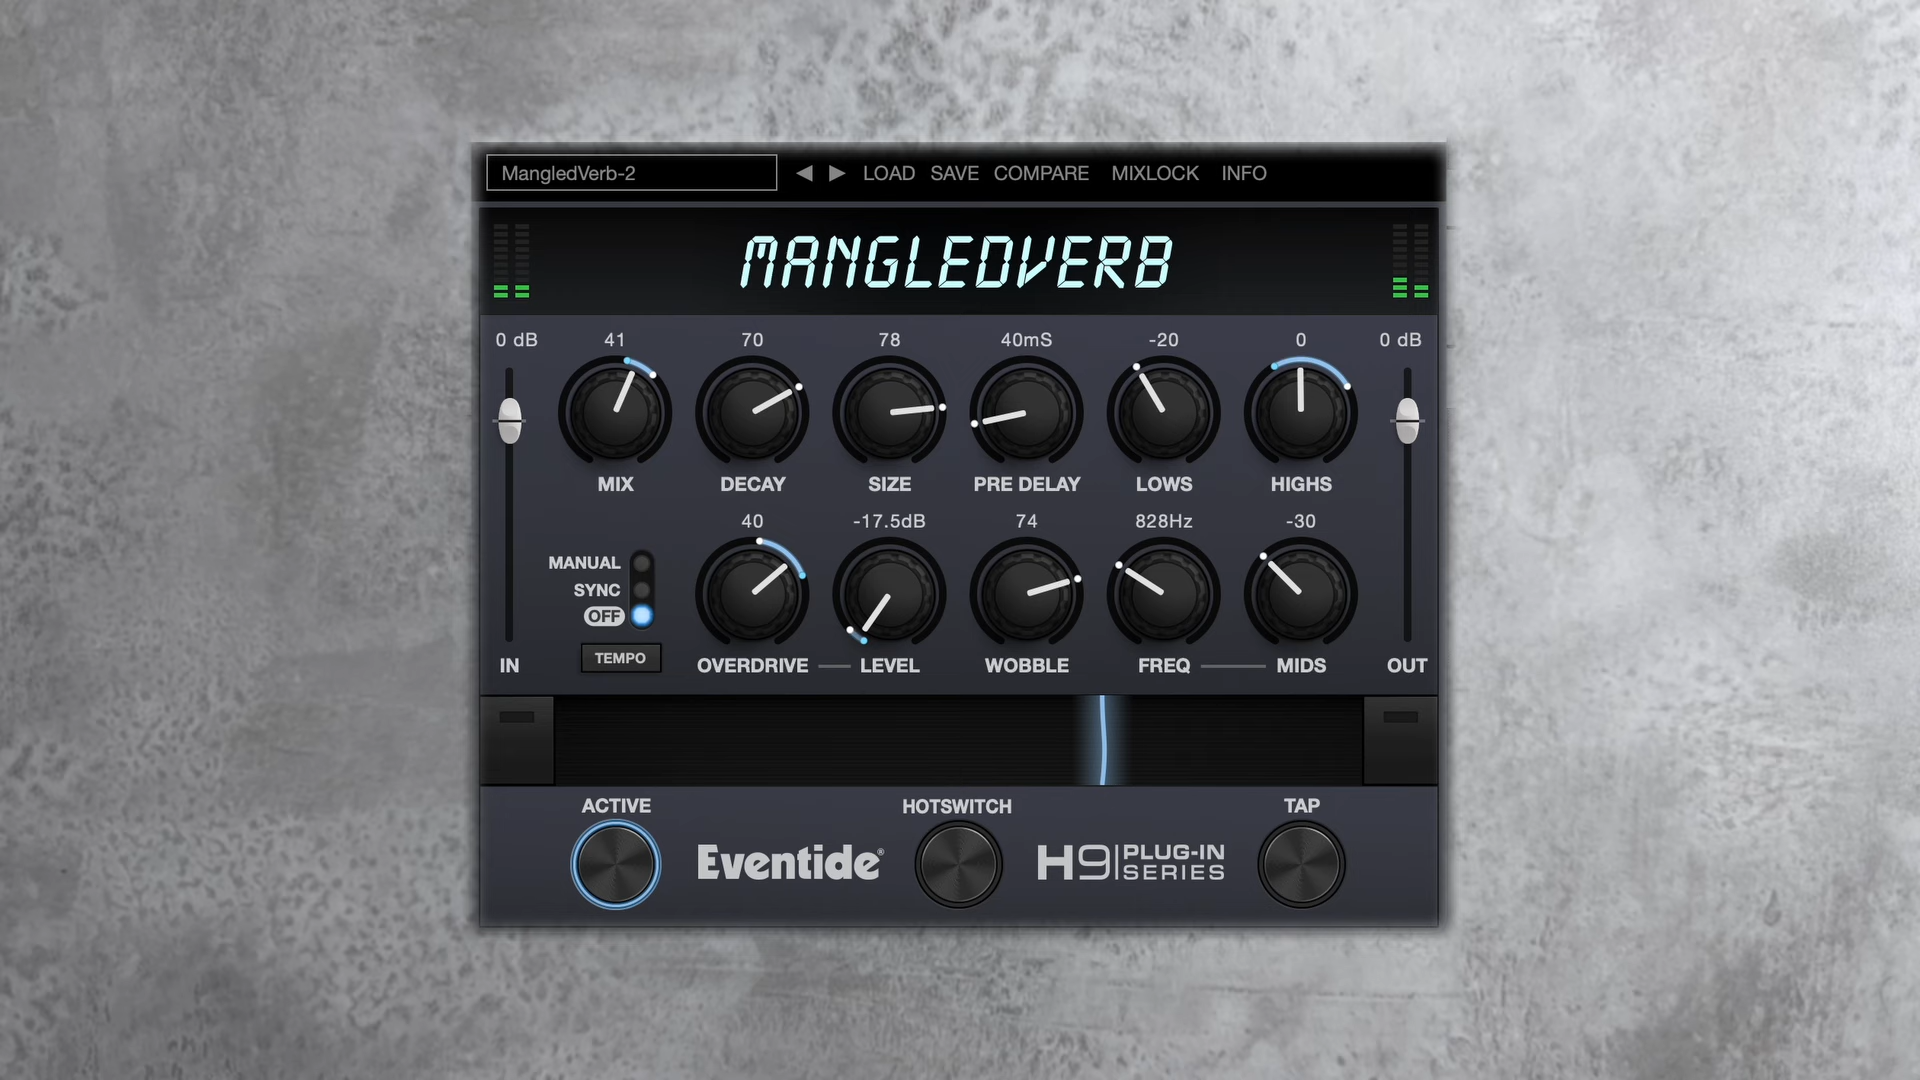 MangledVerb-2
LOAD SAVE COMPARE MIXLOCK INFO
MANGLEDVERB
0 dB 41 70 78 40mS -20 0 0 dB
MIX DECAY SIZE PRE DELAY LOWS HIGHS
40 -17.5dB 74 828Hz -30
MANUAL
SYNC
OFF
TEMPO
IN OVERDRIVE LEVEL WOBBLE FREQ MIDS OUT
ACTIVE HOTSWITCH TAP
Eventide® H9 PLUG-IN
SERIES